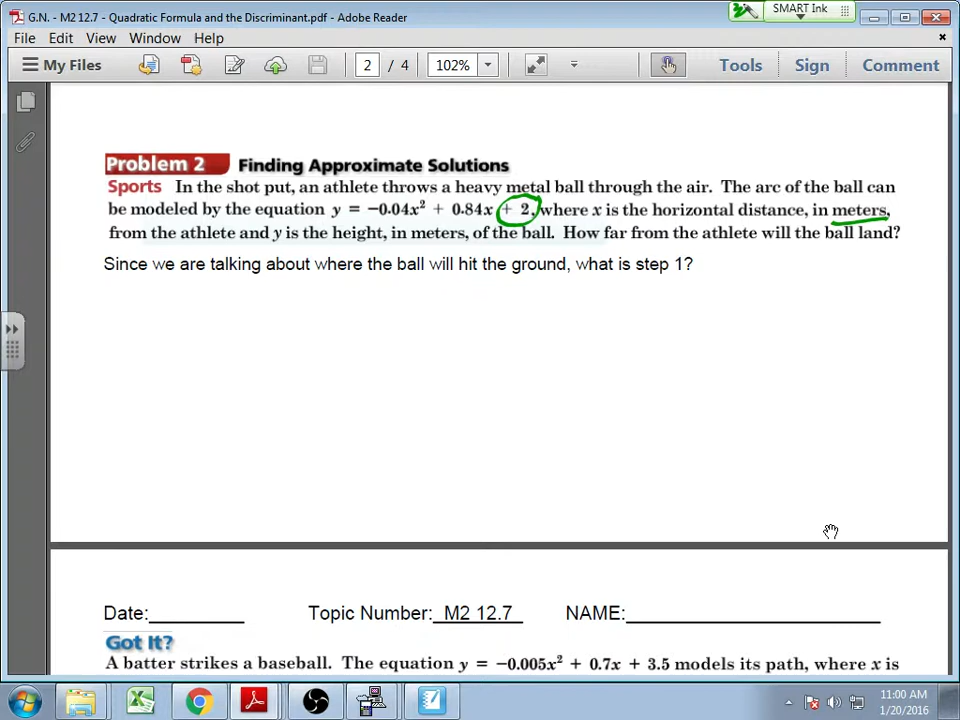 G.N. - M2 12.7 - Quadratic Formula and the Discriminant.pdf - Adobe Reader
SMART Ink
File Edit View Window Help
My Files 2 / 4 102% Tools Sign Comment
Problem 2 Finding Approximate Solutions
Sports In the shot put, an athlete throws a heavy metal ball through the air. The arc of the ball can
be modeled by the equation y = −0.04x² + 0.84x + 2, where x is the horizontal distance, in meters,
from the athlete and y is the height, in meters, of the ball. How far from the athlete will the ball land?
Since we are talking about where the ball will hit the ground, what is step 1?
Date:_________ Topic Number:_M2 12.7_ NAME:__________________________
Got It?
A batter strikes a baseball. The equation y = −0.005x² + 0.7x + 3.5 models its path, where x is
11:00 AM
1/20/2016